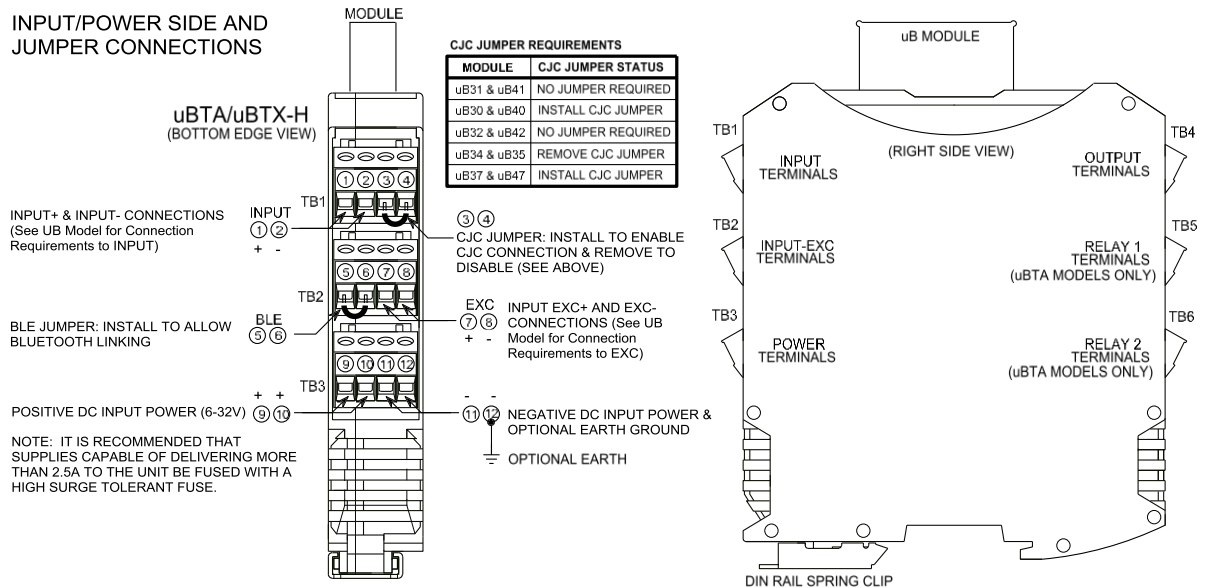 INPUT/POWER SIDE AND
JUMPER CONNECTIONS
MODULE
uBTA/uBTX-H
(BOTTOM EDGE VIEW)
CJC JUMPER REQUIREMENTS
MODULE CJC JUMPER STATUS
uB31 & uB41 NO JUMPER REQUIRED
uB30 & uB40 INSTALL CJC JUMPER
uB32 & uB42 NO JUMPER REQUIRED
uB34 & uB35 REMOVE CJC JUMPER
uB37 & uB47 INSTALL CJC JUMPER
1 2 3 4
TB1
INPUT+ & INPUT- CONNECTIONS
(See UB Model for Connection
Requirements to INPUT)
INPUT
1 2
+ -
3 4
CJC JUMPER: INSTALL TO ENABLE
CJC CONNECTION & REMOVE TO
DISABLE (SEE ABOVE)
5 6 7 8
TB2
BLE JUMPER: INSTALL TO ALLOW
BLUETOOTH LINKING
BLE
5 6
EXC
7 8
+ -
INPUT EXC+ AND EXC-
CONNECTIONS (See UB
Model for Connection
Requirements to EXC)
9 10 11 12
TB3
+ +
POSITIVE DC INPUT POWER (6-32V) 9 10
- -
11 12 NEGATIVE DC INPUT POWER &
OPTIONAL EARTH GROUND
OPTIONAL EARTH
NOTE: IT IS RECOMMENDED THAT
SUPPLIES CAPABLE OF DELIVERING MORE
THAN 2.5A TO THE UNIT BE FUSED WITH A
HIGH SURGE TOLERANT FUSE.
uB MODULE
(RIGHT SIDE VIEW)
TB1
INPUT
TERMINALS
TB2
INPUT-EXC
TERMINALS
TB3
POWER
TERMINALS
TB4
OUTPUT
TERMINALS
TB5
RELAY 1
TERMINALS
(uBTA MODELS ONLY)
TB6
RELAY 2
TERMINALS
(uBTA MODELS ONLY)
DIN RAIL SPRING CLIP